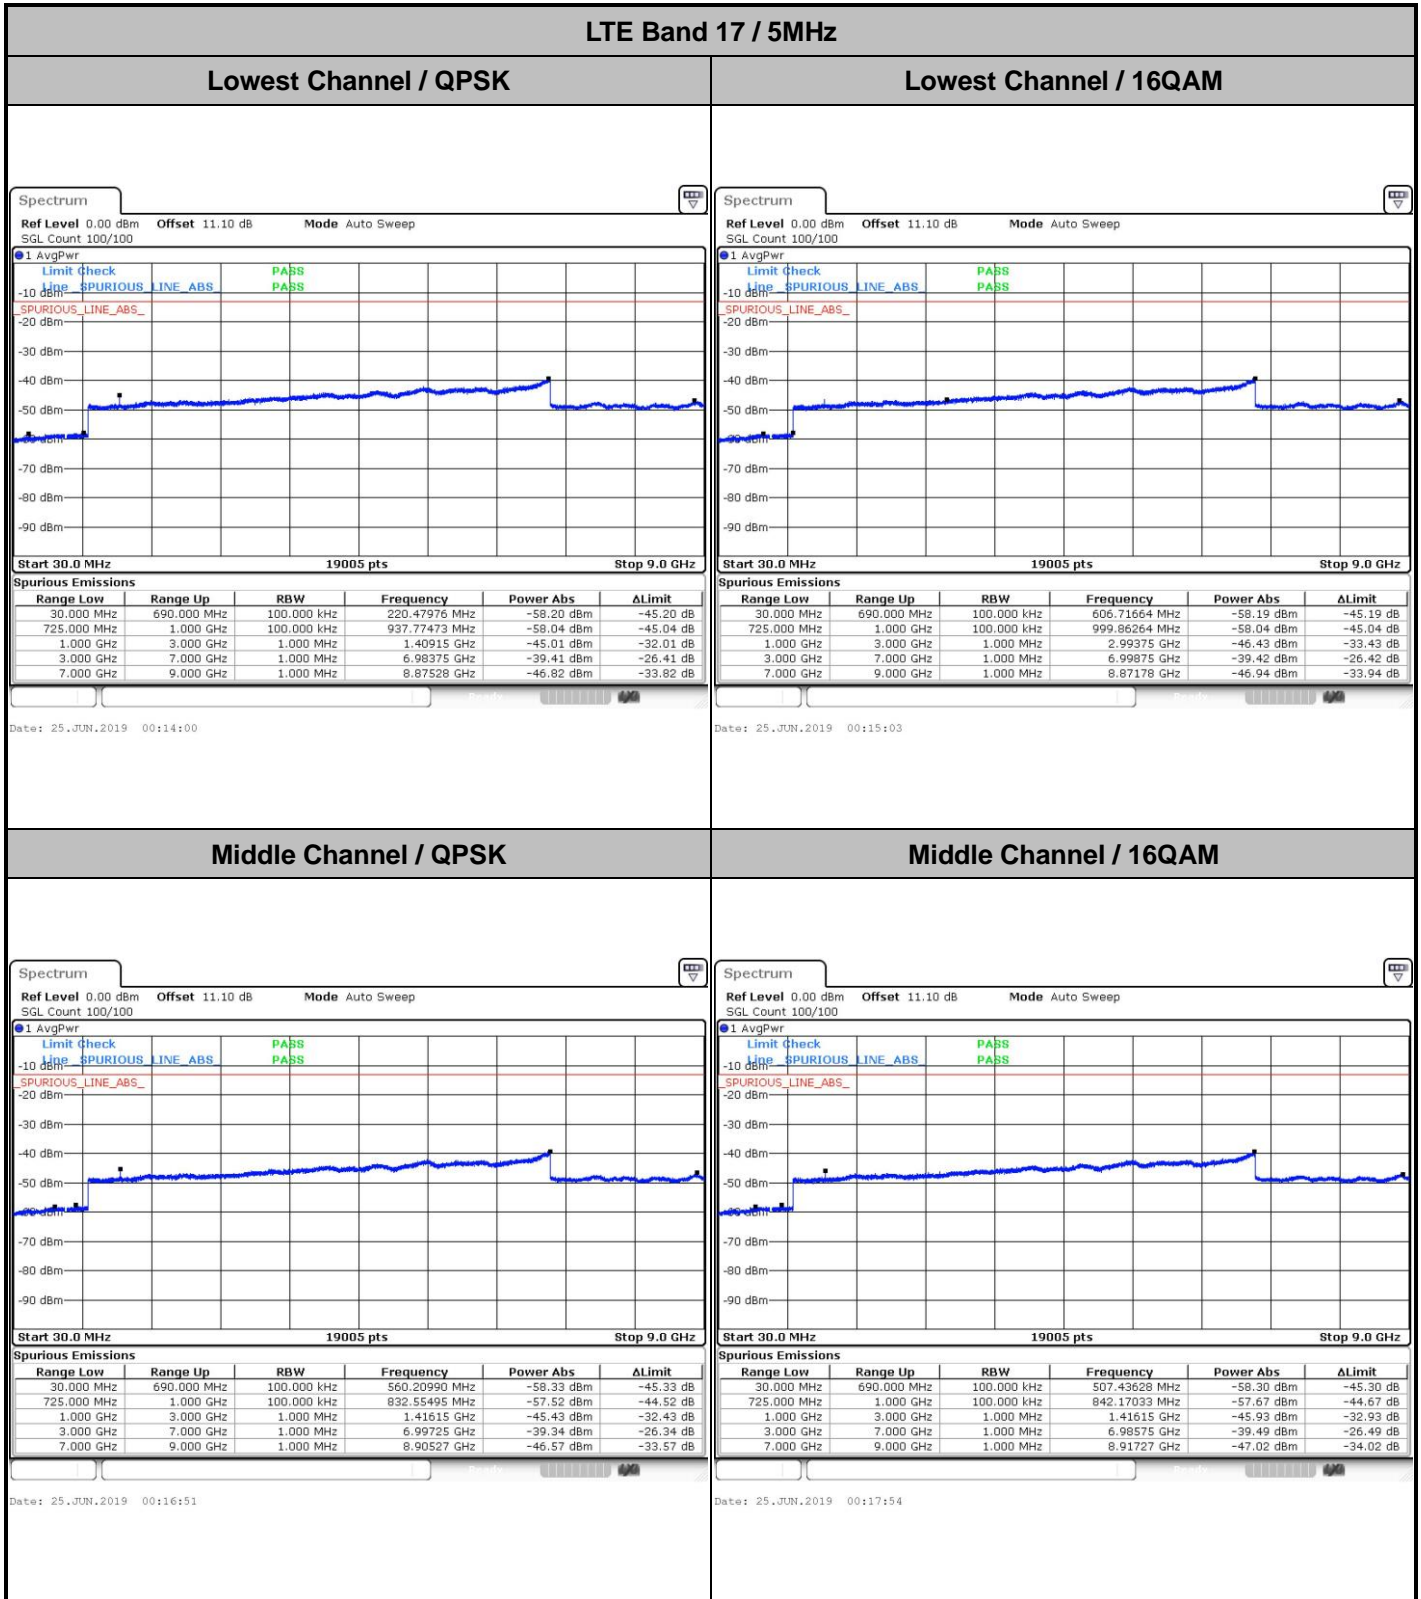 LTE Band 17 / 5MHz
Lowest Channel / QPSK
Lowest Channel / 16QAM
Spectrum
Ref Level 0.00 dBm Offset 11.10 dB Mode Auto Sweep
SGL Count 100/100
1 AvgPwr
Limit Check PASS
Line _SPURIOUS_LINE_ABS_ PASS
-10 dBm
_SPURIOUS_LINE_ABS_
-20 dBm
-30 dBm
-40 dBm
-50 dBm
-70 dBm
-80 dBm
-90 dBm
Start 30.0 MHz 19005 pts Stop 9.0 GHz
Spurious Emissions
Range Low Range Up RBW Frequency Power Abs ΔLimit
30.000 MHz 690.000 MHz 100.000 kHz 220.47976 MHz -58.20 dBm -45.20 dB
725.000 MHz 1.000 GHz 100.000 kHz 937.77473 MHz -58.04 dBm -45.04 dB
1.000 GHz 3.000 GHz 1.000 MHz 1.40915 GHz -45.01 dBm -32.01 dB
3.000 GHz 7.000 GHz 1.000 MHz 6.98375 GHz -39.41 dBm -26.41 dB
7.000 GHz 9.000 GHz 1.000 MHz 8.87528 GHz -46.82 dBm -33.82 dB
Date: 25.JUN.2019 00:14:00
Spectrum
Ref Level 0.00 dBm Offset 11.10 dB Mode Auto Sweep
SGL Count 100/100
1 AvgPwr
Limit Check PASS
Line _SPURIOUS_LINE_ABS_ PASS
-10 dBm
_SPURIOUS_LINE_ABS_
-20 dBm
-30 dBm
-40 dBm
-50 dBm
-70 dBm
-80 dBm
-90 dBm
Start 30.0 MHz 19005 pts Stop 9.0 GHz
Spurious Emissions
Range Low Range Up RBW Frequency Power Abs ΔLimit
30.000 MHz 690.000 MHz 100.000 kHz 606.71664 MHz -58.19 dBm -45.19 dB
725.000 MHz 1.000 GHz 100.000 kHz 999.86264 MHz -58.04 dBm -45.04 dB
1.000 GHz 3.000 GHz 1.000 MHz 2.99375 GHz -46.43 dBm -33.43 dB
3.000 GHz 7.000 GHz 1.000 MHz 6.99875 GHz -39.42 dBm -26.42 dB
7.000 GHz 9.000 GHz 1.000 MHz 8.87178 GHz -46.94 dBm -33.94 dB
Date: 25.JUN.2019 00:15:03
Middle Channel / QPSK
Middle Channel / 16QAM
Spectrum
Ref Level 0.00 dBm Offset 11.10 dB Mode Auto Sweep
SGL Count 100/100
1 AvgPwr
Limit Check PASS
Line _SPURIOUS_LINE_ABS_ PASS
-10 dBm
_SPURIOUS_LINE_ABS_
-20 dBm
-30 dBm
-40 dBm
-50 dBm
-70 dBm
-80 dBm
-90 dBm
Start 30.0 MHz 19005 pts Stop 9.0 GHz
Spurious Emissions
Range Low Range Up RBW Frequency Power Abs ΔLimit
30.000 MHz 690.000 MHz 100.000 kHz 560.20990 MHz -58.33 dBm -45.33 dB
725.000 MHz 1.000 GHz 100.000 kHz 832.55495 MHz -57.52 dBm -44.52 dB
1.000 GHz 3.000 GHz 1.000 MHz 1.41615 GHz -45.43 dBm -32.43 dB
3.000 GHz 7.000 GHz 1.000 MHz 6.99725 GHz -39.34 dBm -26.34 dB
7.000 GHz 9.000 GHz 1.000 MHz 8.90527 GHz -46.57 dBm -33.57 dB
Date: 25.JUN.2019 00:16:51
Spectrum
Ref Level 0.00 dBm Offset 11.10 dB Mode Auto Sweep
SGL Count 100/100
1 AvgPwr
Limit Check PASS
Line _SPURIOUS_LINE_ABS_ PASS
-10 dBm
_SPURIOUS_LINE_ABS_
-20 dBm
-30 dBm
-40 dBm
-50 dBm
-70 dBm
-80 dBm
-90 dBm
Start 30.0 MHz 19005 pts Stop 9.0 GHz
Spurious Emissions
Range Low Range Up RBW Frequency Power Abs ΔLimit
30.000 MHz 690.000 MHz 100.000 kHz 507.43628 MHz -58.30 dBm -45.30 dB
725.000 MHz 1.000 GHz 100.000 kHz 842.17033 MHz -57.67 dBm -44.67 dB
1.000 GHz 3.000 GHz 1.000 MHz 1.41615 GHz -45.93 dBm -32.93 dB
3.000 GHz 7.000 GHz 1.000 MHz 6.98575 GHz -39.49 dBm -26.49 dB
7.000 GHz 9.000 GHz 1.000 MHz 8.91727 GHz -47.02 dBm -34.02 dB
Date: 25.JUN.2019 00:17:54